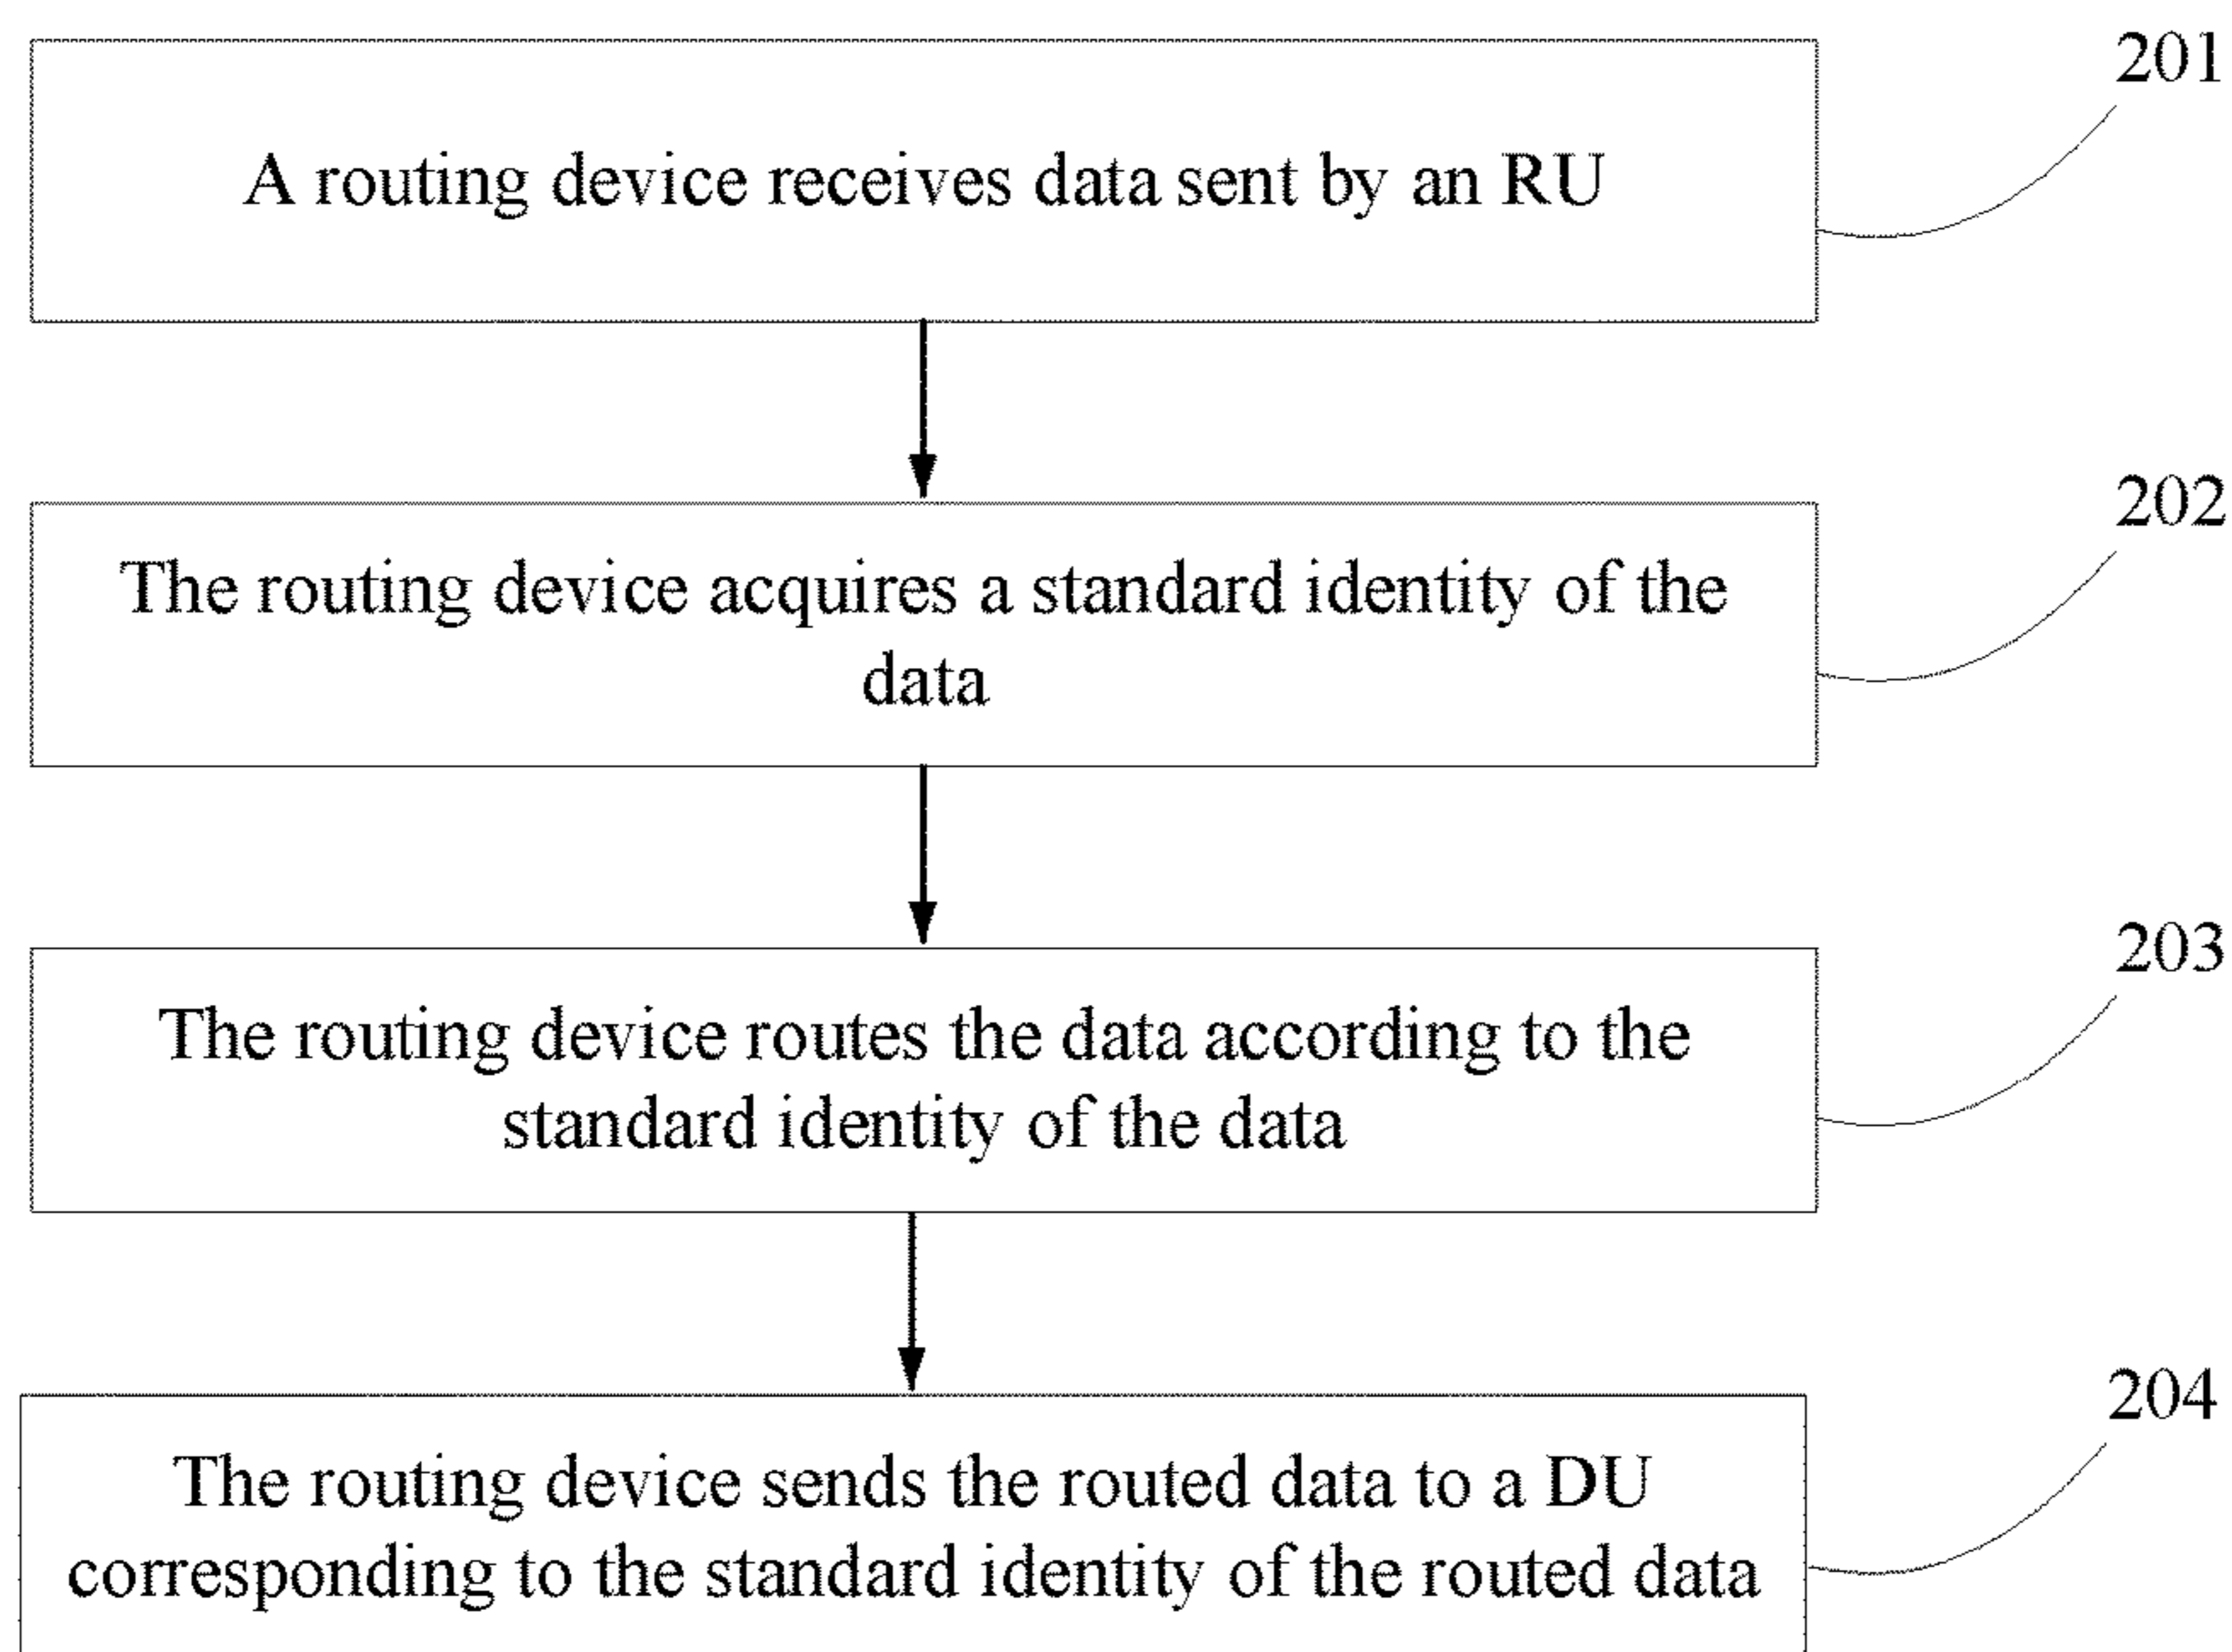 201
A routing device receives data sent by an RU
202
The routing device acquires a standard identity of the
data
203
The routing device routes the data according to the
standard identity of the data
204
The routing device sends the routed data to a DU
corresponding to the standard identity of the routed data